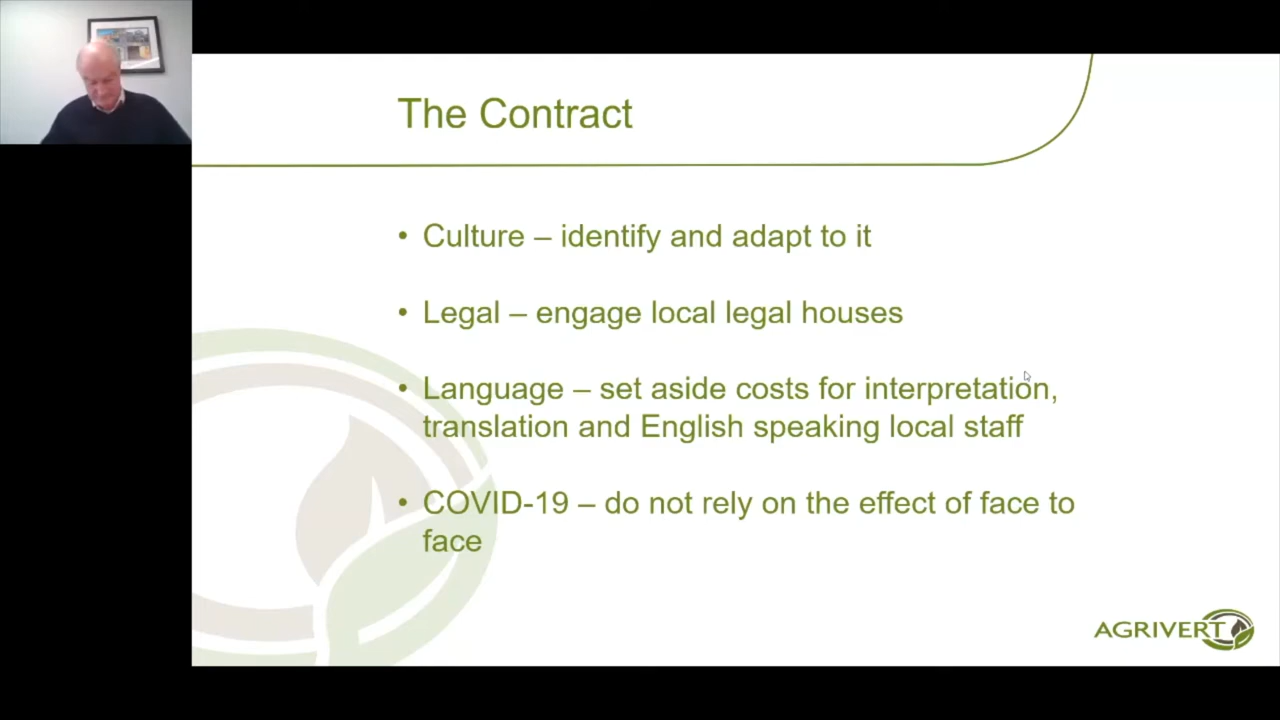 The Contract
• Culture – identify and adapt to it
• Legal – engage local legal houses
• Language – set aside costs for interpretation,
translation and English speaking local staff
• COVID-19 – do not rely on the effect of face to
face
AGRIVERT